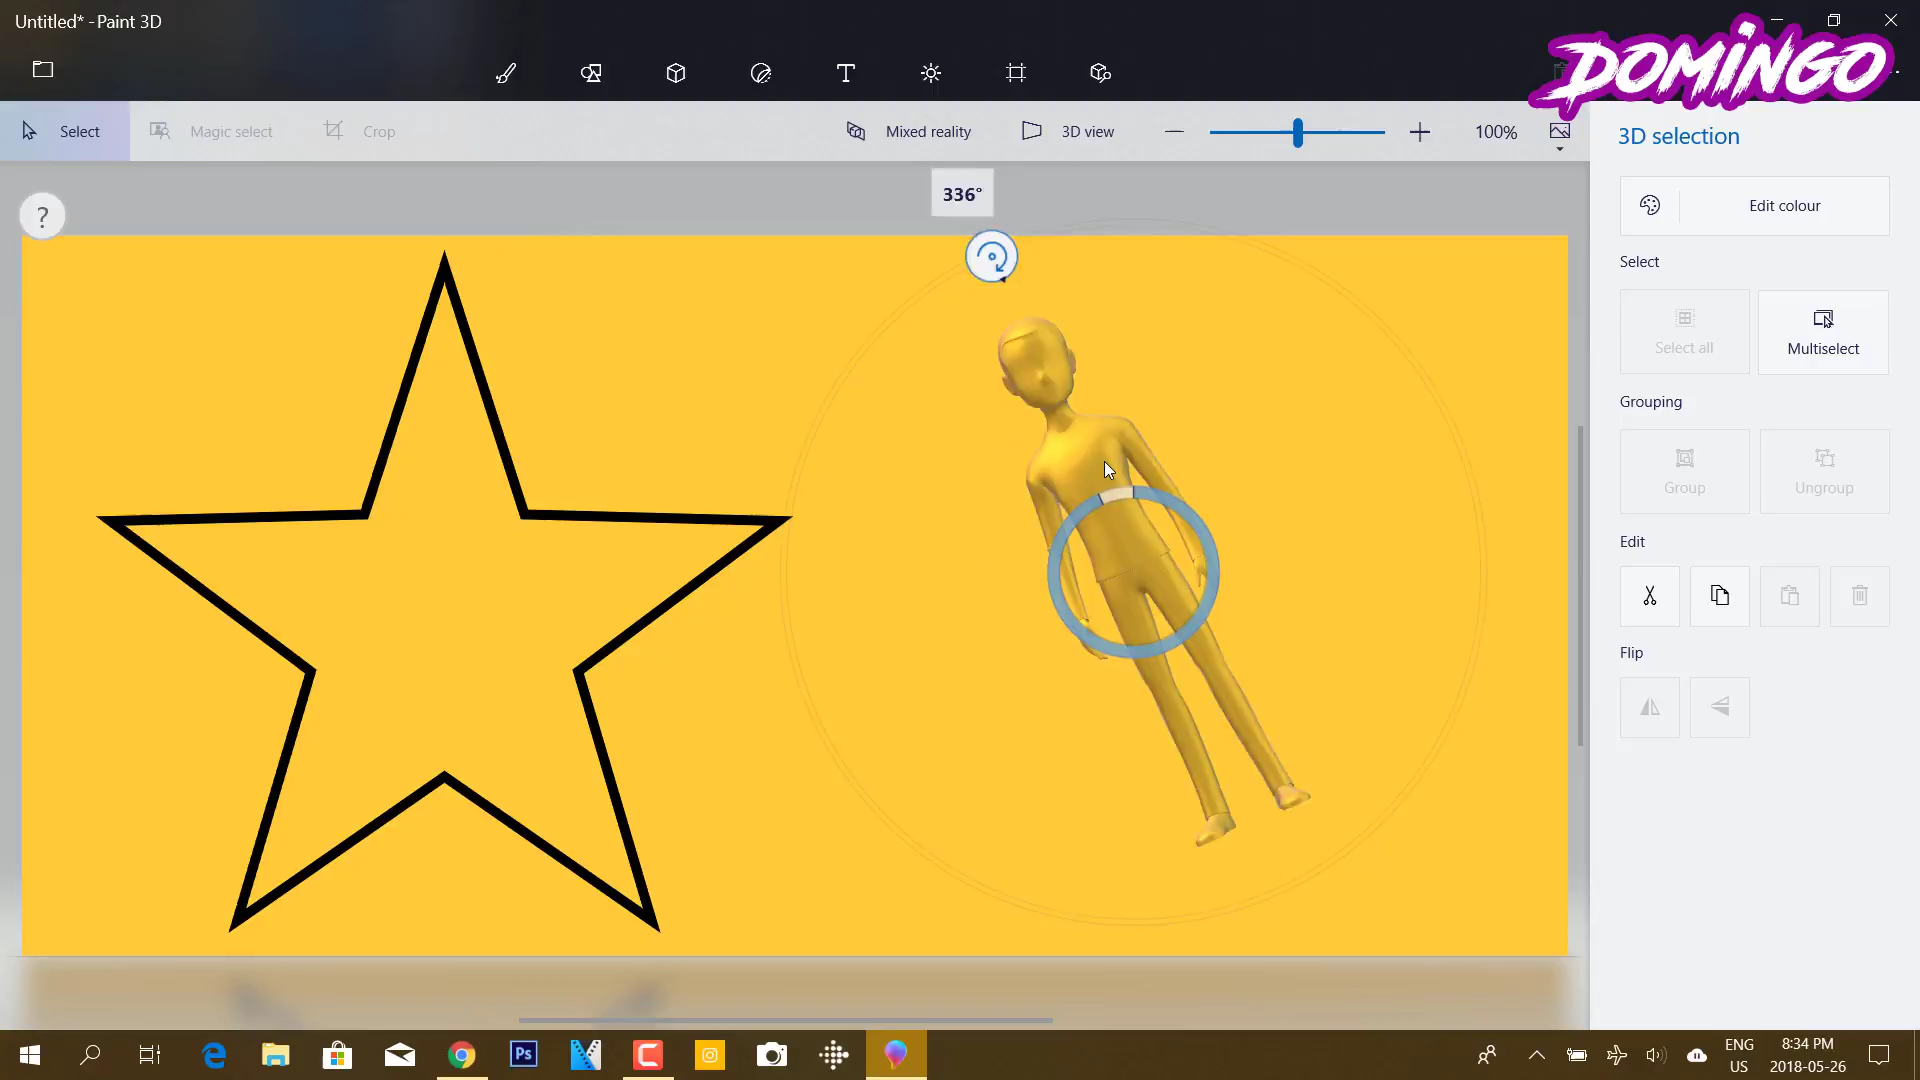 Untitled* - Paint 3D
DOMINGO
Select
Magic select
Crop
Mixed reality
3D view
100%
3D selection
336°
?
Edit colour
Select
Select all
Multiselect
Grouping
Group
Ungroup
Edit
Flip
Ps
ENG
US
8:34 PM
2018-05-26